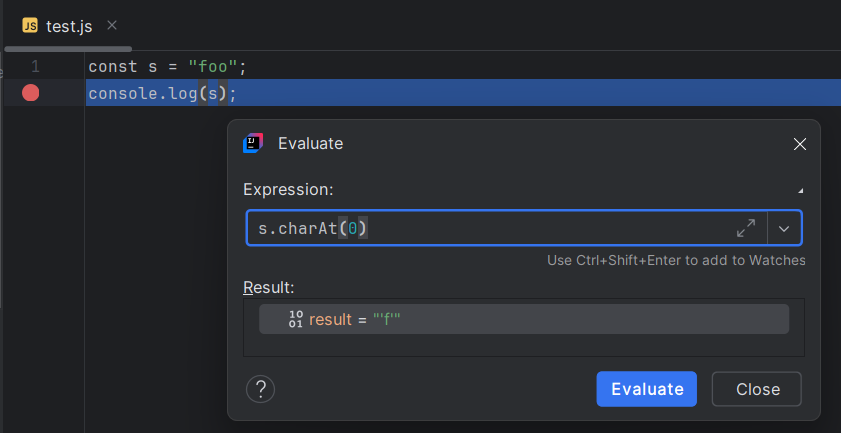 JS test.js
1 const s = "foo";
console.log(s);
IJ Evaluate
Expression:
s.charAt(0)
Use Ctrl+Shift+Enter to add to Watches
Result:
10
01 result = "'f'"
? Evaluate Close